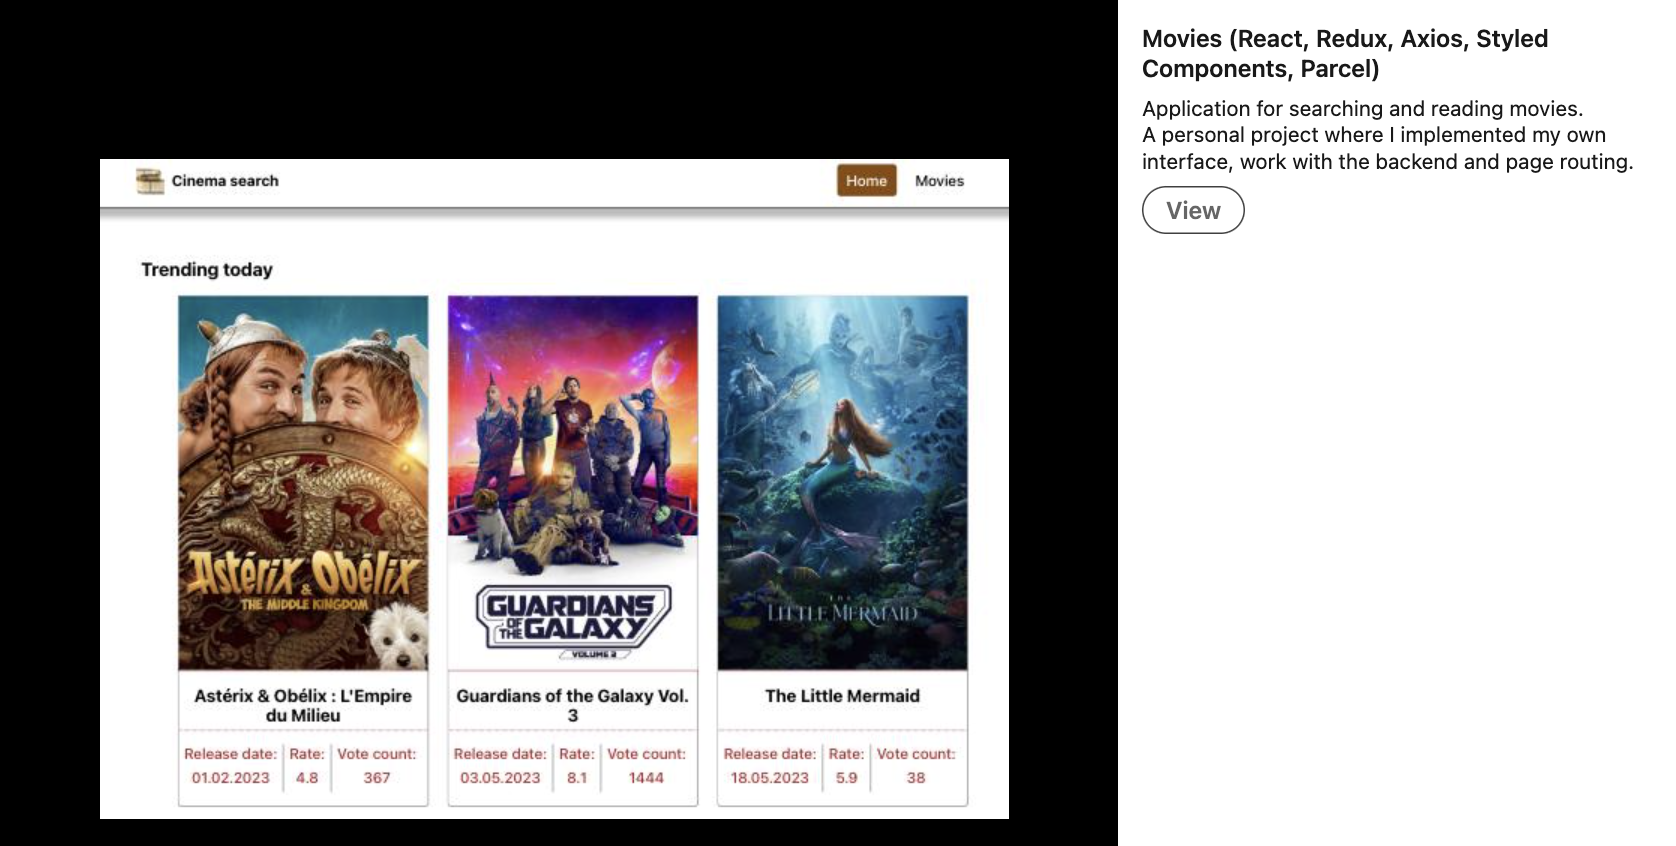 Cinema search
Home
Movies
Trending today
Astérix & Obélix
THE MIDDLE KINGDOM
GUARDIANS
OF THE GALAXY
VOLUME 3
THE
LITTLE MERMAID
Astérix & Obélix : L'Empire
du Milieu
Release date:
Rate:
Vote count:
01.02.2023
4.8
367
Guardians of the Galaxy Vol.
3
Release date:
Rate:
Vote count:
03.05.2023
8.1
1444
The Little Mermaid
Release date:
Rate:
Vote count:
18.05.2023
5.9
38
Movies (React, Redux, Axios, Styled
Components, Parcel)
Application for searching and reading movies.
A personal project where I implemented my own
interface, work with the backend and page routing.
View